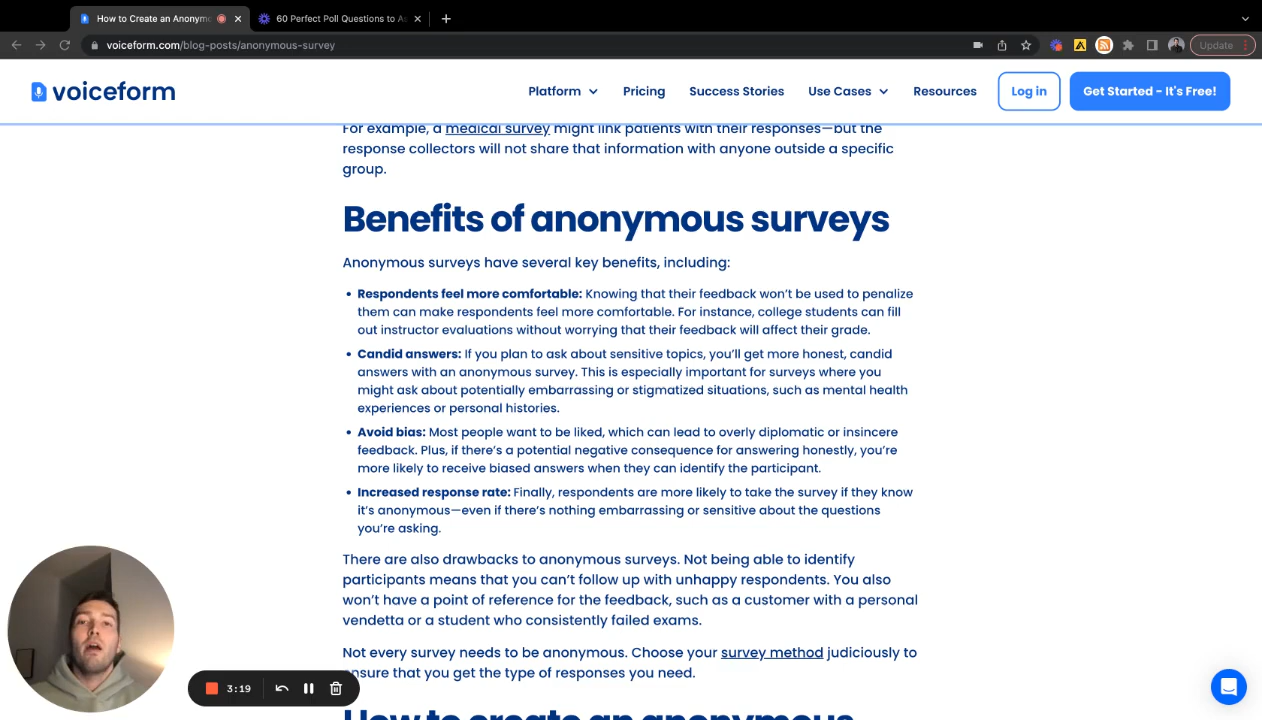 How to Create an Anonym
60 Perfect Poll Questions to A
voiceform.com/blog-posts/anonymous-survey
Update
voiceform
Platform
Pricing
Success Stories
Use Cases
Resources
Log in
Get Started - It's Free!
For example, a medical survey might link patients with their responses—but the
response collectors will not share that information with anyone outside a specific
group.
Benefits of anonymous surveys
Anonymous surveys have several key benefits, including:
• Respondents feel more comfortable: Knowing that their feedback won't be used to penalize
them can make respondents feel more comfortable. For instance, college students can fill
out instructor evaluations without worrying that their feedback will affect their grade.
• Candid answers: If you plan to ask about sensitive topics, you'll get more honest, candid
answers with an anonymous survey. This is especially important for surveys where you
might ask about potentially embarrassing or stigmatized situations, such as mental health
experiences or personal histories.
• Avoid bias: Most people want to be liked, which can lead to overly diplomatic or insincere
feedback. Plus, if there's a potential negative consequence for answering honestly, you're
more likely to receive biased answers when they can identify the participant.
• Increased response rate: Finally, respondents are more likely to take the survey if they know
it's anonymous—even if there's nothing embarrassing or sensitive about the questions
you're asking.
There are also drawbacks to anonymous surveys. Not being able to identify
participants means that you can't follow up with unhappy respondents. You also
won't have a point of reference for the feedback, such as a customer with a personal
vendetta or a student who consistently failed exams.
Not every survey needs to be anonymous. Choose your survey method judiciously to
ensure that you get the type of responses you need.
3:19
How to create an anonymous